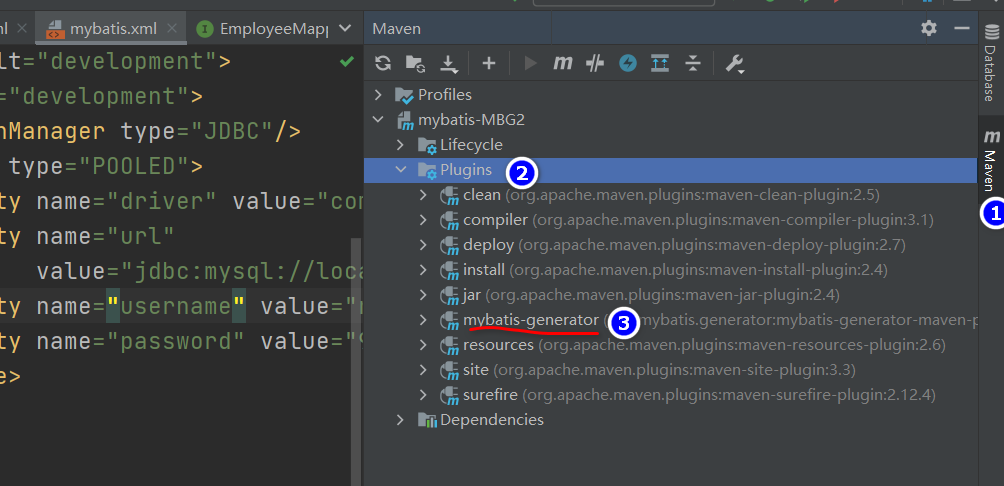 nl
mybatis.xml
EmployeeMapp
Maven
lt="development">
="development">
nManager type="JDBC"/>
type="POOLED">
ty name="driver" value="con
ty name="url"
value="jdbc:mysql://loca
ty name="username" value="r
ty name="password" value="9
e>
Profiles
mybatis-MBG2
Lifecycle
Plugins
2
clean (org.apache.maven.plugins:maven-clean-plugin:2.5)
compiler (org.apache.maven.plugins:maven-compiler-plugin:3.1)
deploy (org.apache.maven.plugins:maven-deploy-plugin:2.7)
install (org.apache.maven.plugins:maven-install-plugin:2.4)
jar (org.apache.maven.plugins:maven-jar-plugin:2.4)
mybatis-generator 3 mybatis.generator:mybatis-generator-maven-p
resources (org.apache.maven.plugins:maven-resources-plugin:2.6)
site (org.apache.maven.plugins:maven-site-plugin:3.3)
surefire (org.apache.maven.plugins:maven-surefire-plugin:2.12.4)
Dependencies
Database
m Maven
1